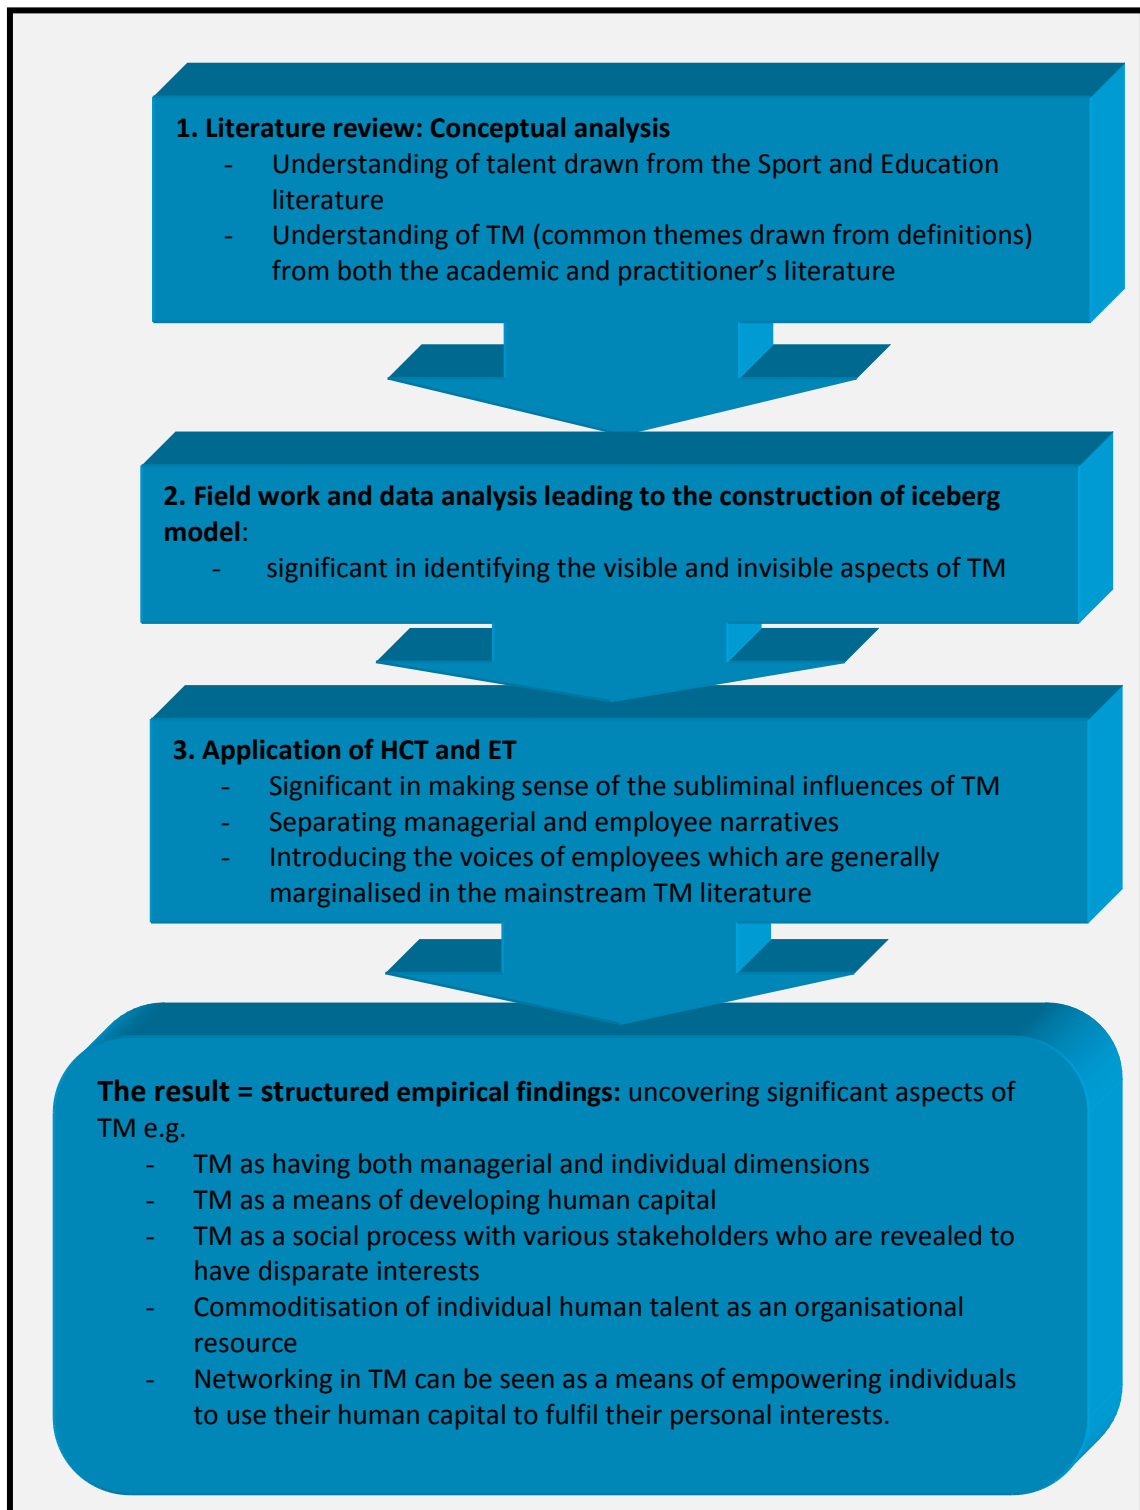 1. Literature review: Conceptual analysis
- Understanding of talent drawn from the Sport and Education
literature
- Understanding of TM (common themes drawn from definitions)
from both the academic and practitioner’s literature
2. Field work and data analysis leading to the construction of iceberg
model:
- significant in identifying the visible and invisible aspects of TM
3. Application of HCT and ET
- Significant in making sense of the subliminal influences of TM
- Separating managerial and employee narratives
- Introducing the voices of employees which are generally
marginalised in the mainstream TM literature
The result = structured empirical findings: uncovering significant aspects of
TM e.g.
- TM as having both managerial and individual dimensions
- TM as a means of developing human capital
- TM as a social process with various stakeholders who are revealed to
have disparate interests
- Commoditisation of individual human talent as an organisational
resource
- Networking in TM can be seen as a means of empowering individuals
to use their human capital to fulfil their personal interests.